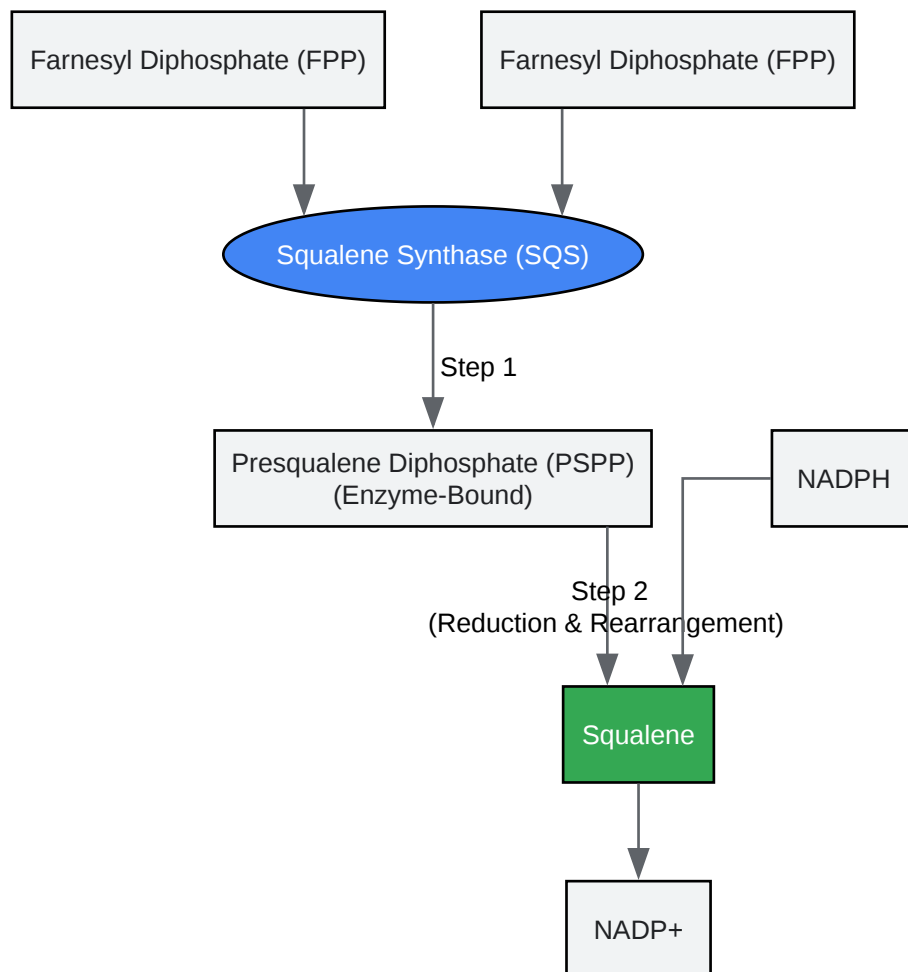 Farnesyl Diphosphate (FPP)
Farnesyl Diphosphate (FPP)
Squalene Synthase (SQS)
Step 1
Presqualene Diphosphate (PSPP)
(Enzyme-Bound)
NADPH
Step 2
(Reduction & Rearrangement)
Squalene
NADP+